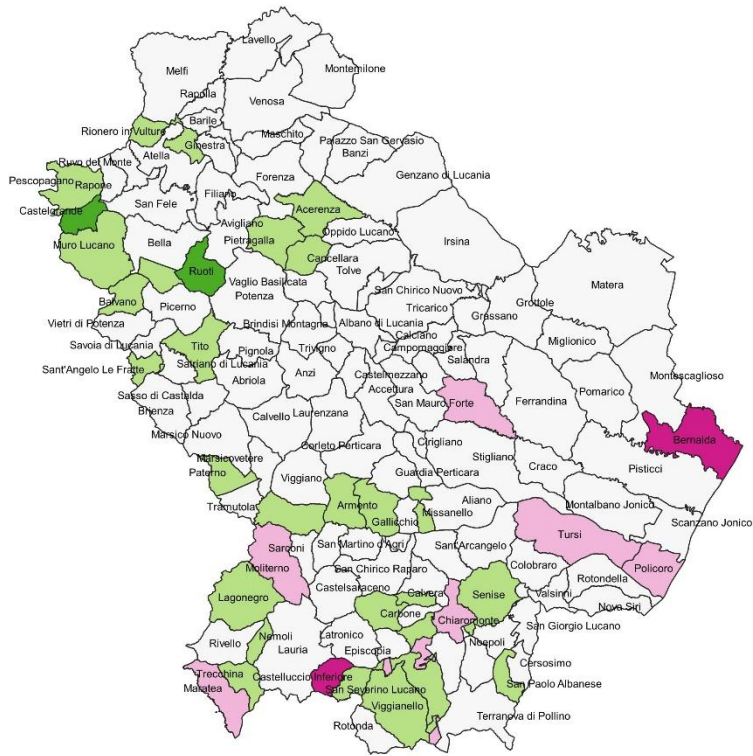 Lavello
Melfi
Montemilone
Rapolla
Venosa
Barile
Rionero in Vulture
Maschito
Ginestra
Palazzo San Gervasio
Banzi
Atella
Ruvo del Monte
Genzano di Lucania
Forenza
Pescopagano
Rapone
Filiano
San Fele
Acerenza
Castelgrande
Avigliano
Oppido Lucano
Pietragalla
Bella
Irsina
Muro Lucano
Cancellara
Ruoti
Tolve
Vaglio Basilicata
Matera
Potenza
San Chirico Nuovo
Balvano
Grottole
Picerno
Tricarico
Grassano
Vietri di Potenza
Brindisi Montagna
Albano di Lucania
Calciano
Miglionico
Savoia di Lucania
Tito
Pignola
Trivigno
Campomaggiore
Salandra
Satriano di Lucania
Sant'Angelo Le Fratte
Anzi
Castelmezzano
Montescaglioso
Abriola
Accettura
Pomarico
Sasso di Castalda
San Mauro Forte
Ferrandina
Brienza
Laurenzana
Calvello
Marsico Nuovo
Cirigliano
Bernalda
Corleto Perticara
Stigliano
Marsicovetere
Craco
Pisticci
Paterno
Guardia Perticara
Viggiano
Aliano
Tramutola
Armento
Montalbano Jonico
Missanello
Gallicchio
Scanzano Jonico
Tursi
Sarconi
San Martino d'Agri
Sant'Arcangelo
Colobraro
Moliterno
San Chirico Raparo
Policoro
Rotondella
Castelsaraceno
Calvera
Senise
Valsinni
Lagonegro
Nova Siri
Carbone
Chiaromonte
San Giorgio Lucano
Nemoli
Latronico
Rivello
Lauria
Episcopia
Noepoli
Cersosimo
Trecchina
Castelluccio Inferiore
Maratea
San Severino Lucano
San Paolo Albanese
Viggianello
Terranova di Pollino
Rotonda